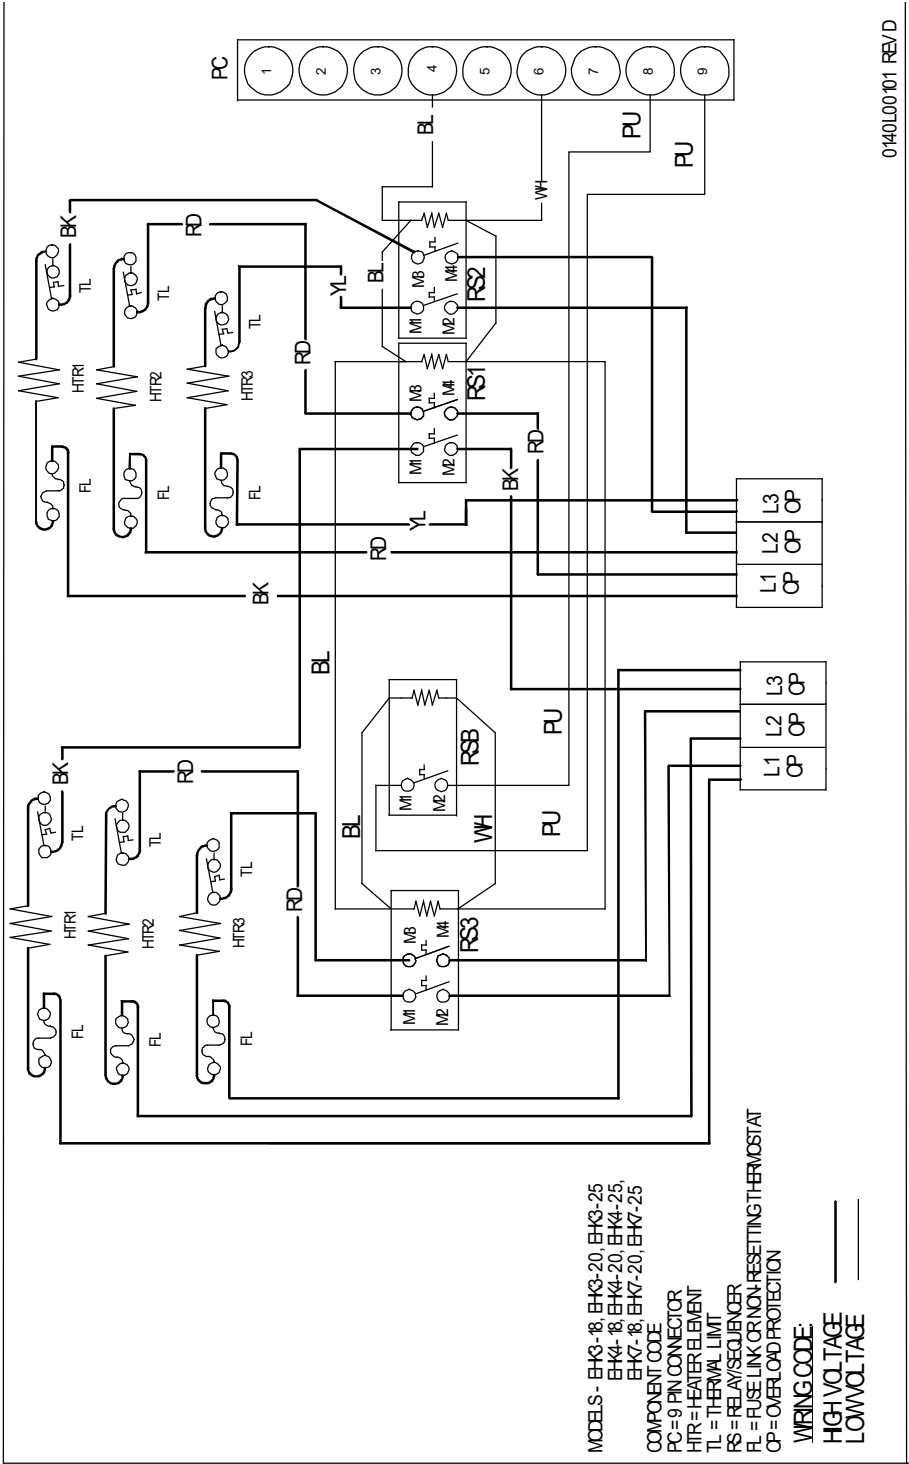 PC
1
2
3
4
5
6
7
8
9
BL
WH
PU
PU
BK
RD
BL
YL
RD
TL
TL
TL
HTR1
HTR2
HTR3
FL
FL
FL
M3
M4
M1
M2
RS2
M3
M4
M1
M2
RS1
RD
BK
YL
RD
BK
L3
OP
L2
OP
L1
OP
BL
PU
PU
BL
WH
M1
M2
RSB
BK
RD
RD
TL
TL
TL
HTR1
HTR2
HTR3
FL
FL
FL
M3
M4
M1
M2
RS3
L3
OP
L2
OP
L1
OP
MODELS - EHK3-18, EHK3-20, EHK3-25
EHK4-18, EHK4-20, EHK4-25,
EHK7-18, EHK7-20, EHK7-25
COMPONENT CODE
PC = 9 PIN CONNECTOR
HTR = HEATER ELEMENT
TL = THERMAL LIMIT
RS = RELAY/SEQUENCER
FL = FUSE LINK OR NON-RESETTING THERMOSTAT
OP = OVERLOAD PROTECTION
WIRING CODE:
HIGH VOLTAGE
LOW VOLTAGE
0140L00101 REV D